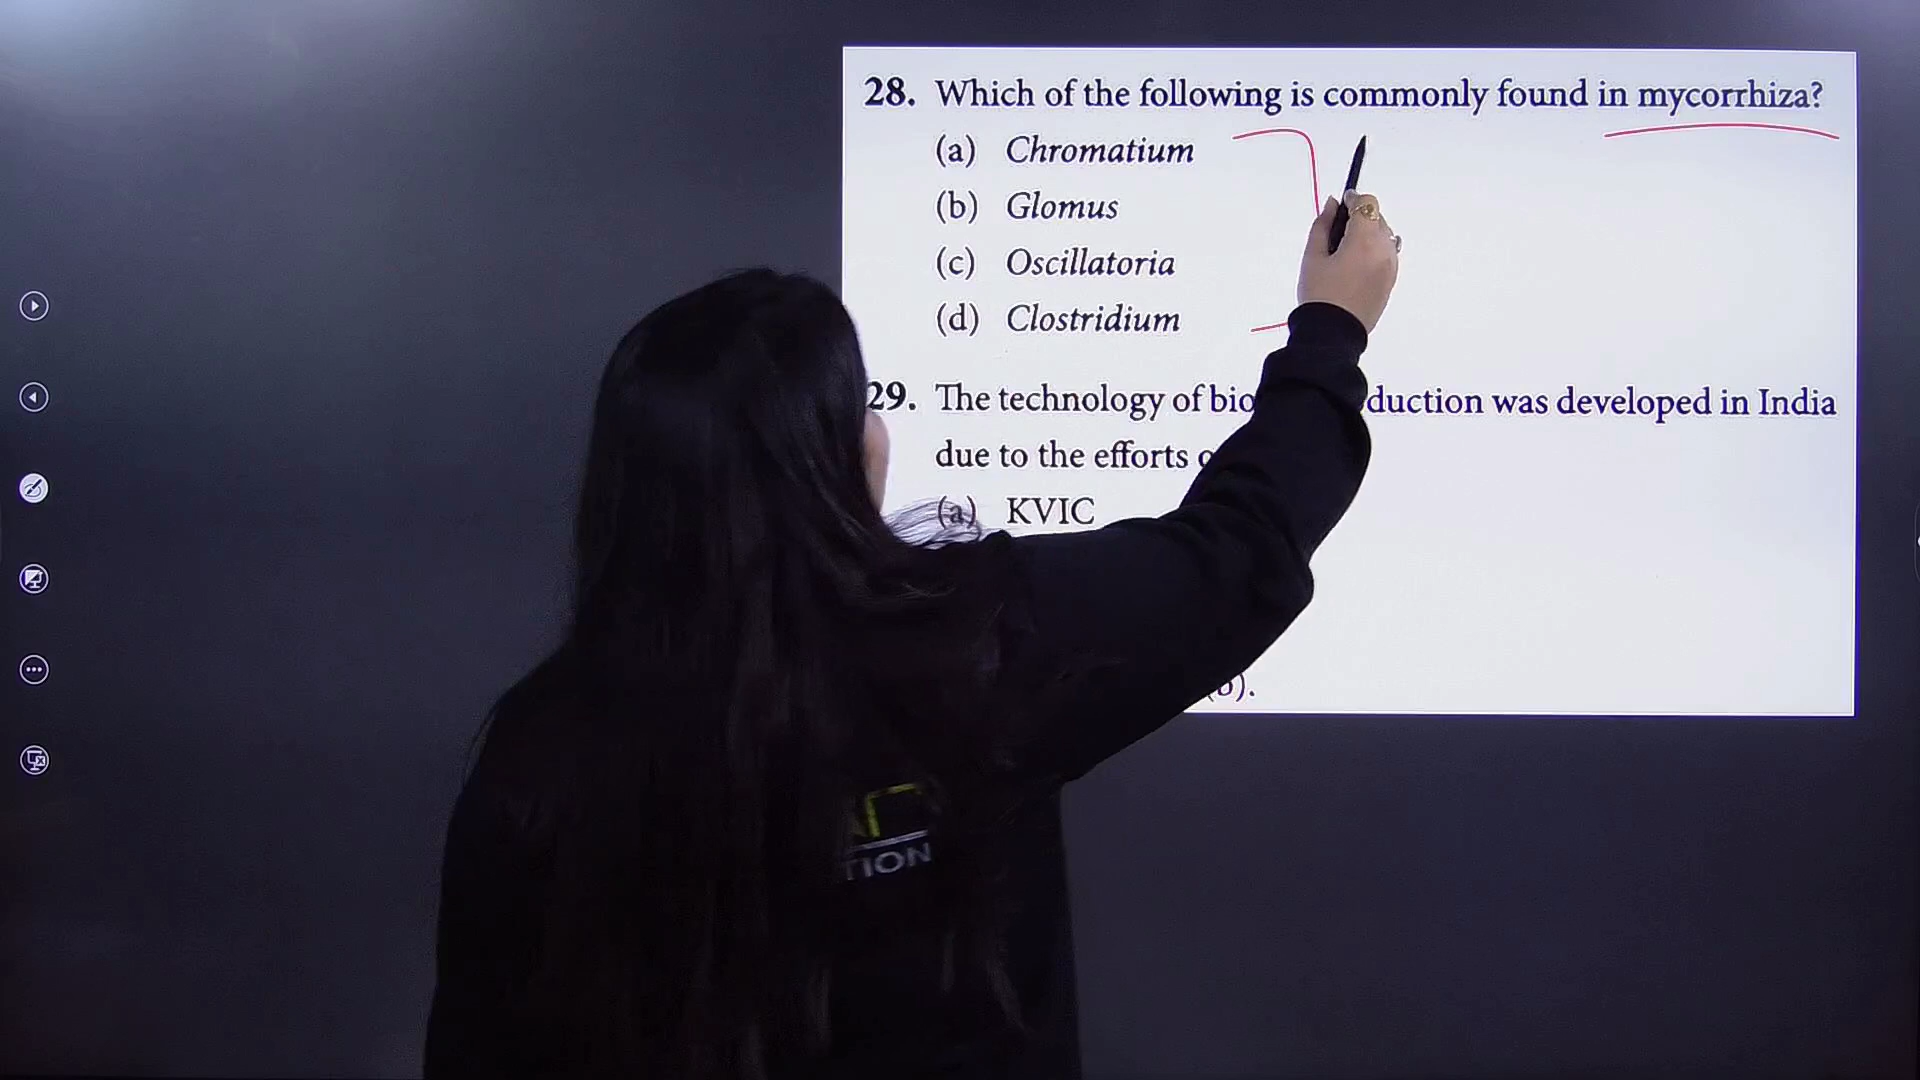 28. Which of the following is commonly found in mycorrhiza?
(a) Chromatium
(b) Glomus
(c) Oscillatoria
(d) Clostridium
29. The technology of duction was developed in India
due to the efforts
(a) KVIC
TION